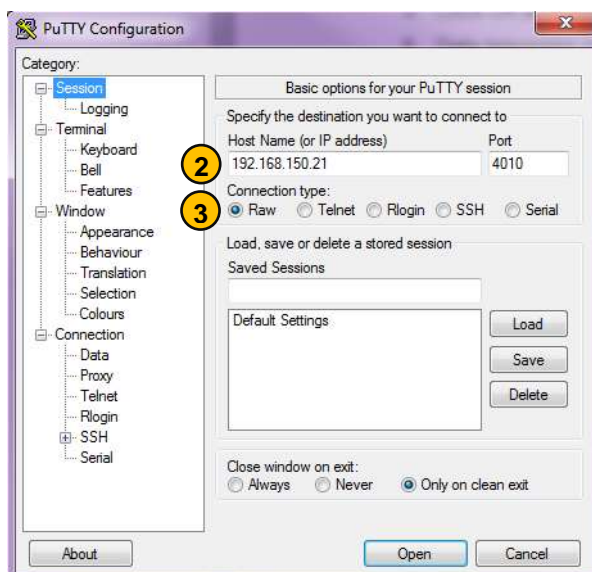 PuTTY Configuration
Category:
Session
Logging
Terminal
Keyboard
Bell
Features
Window
Appearance
Behaviour
Translation
Selection
Colours
Connection
Data
Proxy
Telnet
Rlogin
SSH
Serial
Basic options for your PuTTY session
Specify the destination you want to connect to
Host Name (or IP address) Port
2 192.168.150.21 4010
Connection type:
3 Raw Telnet Rlogin SSH Serial
Load, save or delete a stored session
Saved Sessions
Default Settings
Load
Save
Delete
Close window on exit:
Always Never Only on clean exit
About Open Cancel